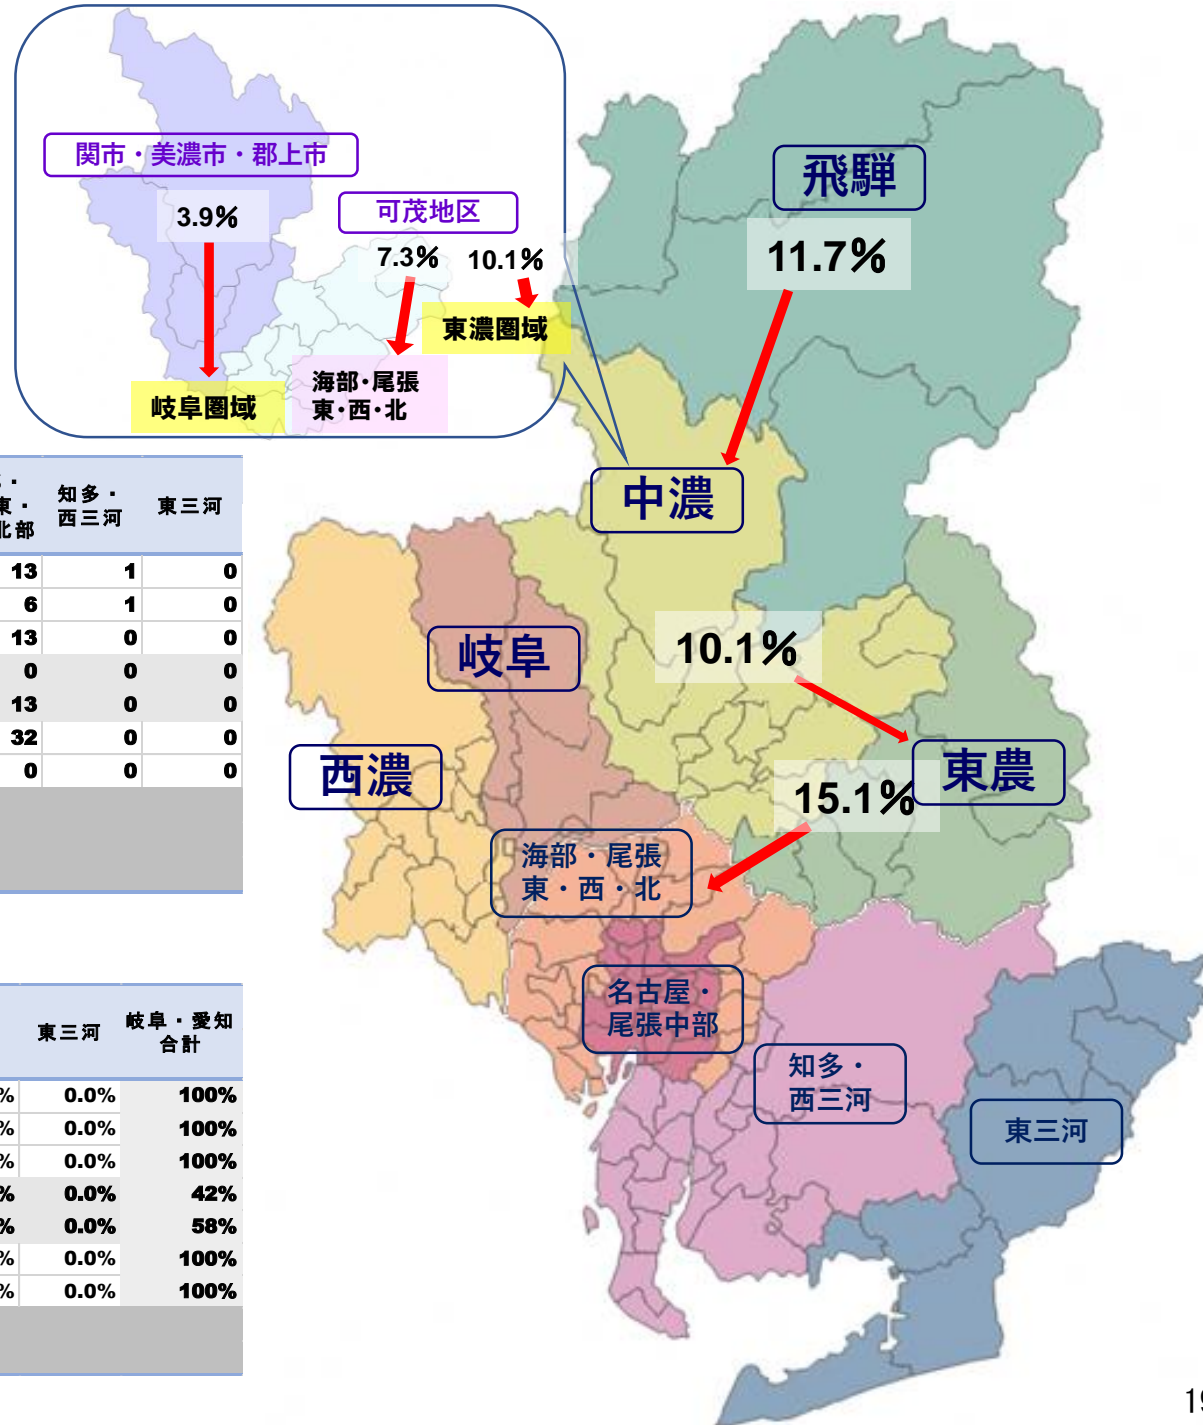 関市・美濃市・郡上市
3.9%
可茂地区
7.3%
10.1%
東濃圏域
海部・尾張
東・西・北
岐阜圏域
飛騨
11.7%
中濃
岐阜
10.1%
西濃
東農
15.1%
海部・尾張
東・西・北
名古屋・
尾張中部
知多・
西三河
東三河
東・
北部
知多・
西三河
東三河
13 1 0
6 1 0
13 0 0
0 0 0
13 0 0
32 0 0
0 0 0
東三河
岐阜・愛知
合計
% 0.0% 100%
% 0.0% 100%
% 0.0% 100%
% 0.0% 42%
% 0.0% 58%
% 0.0% 100%
% 0.0% 100%